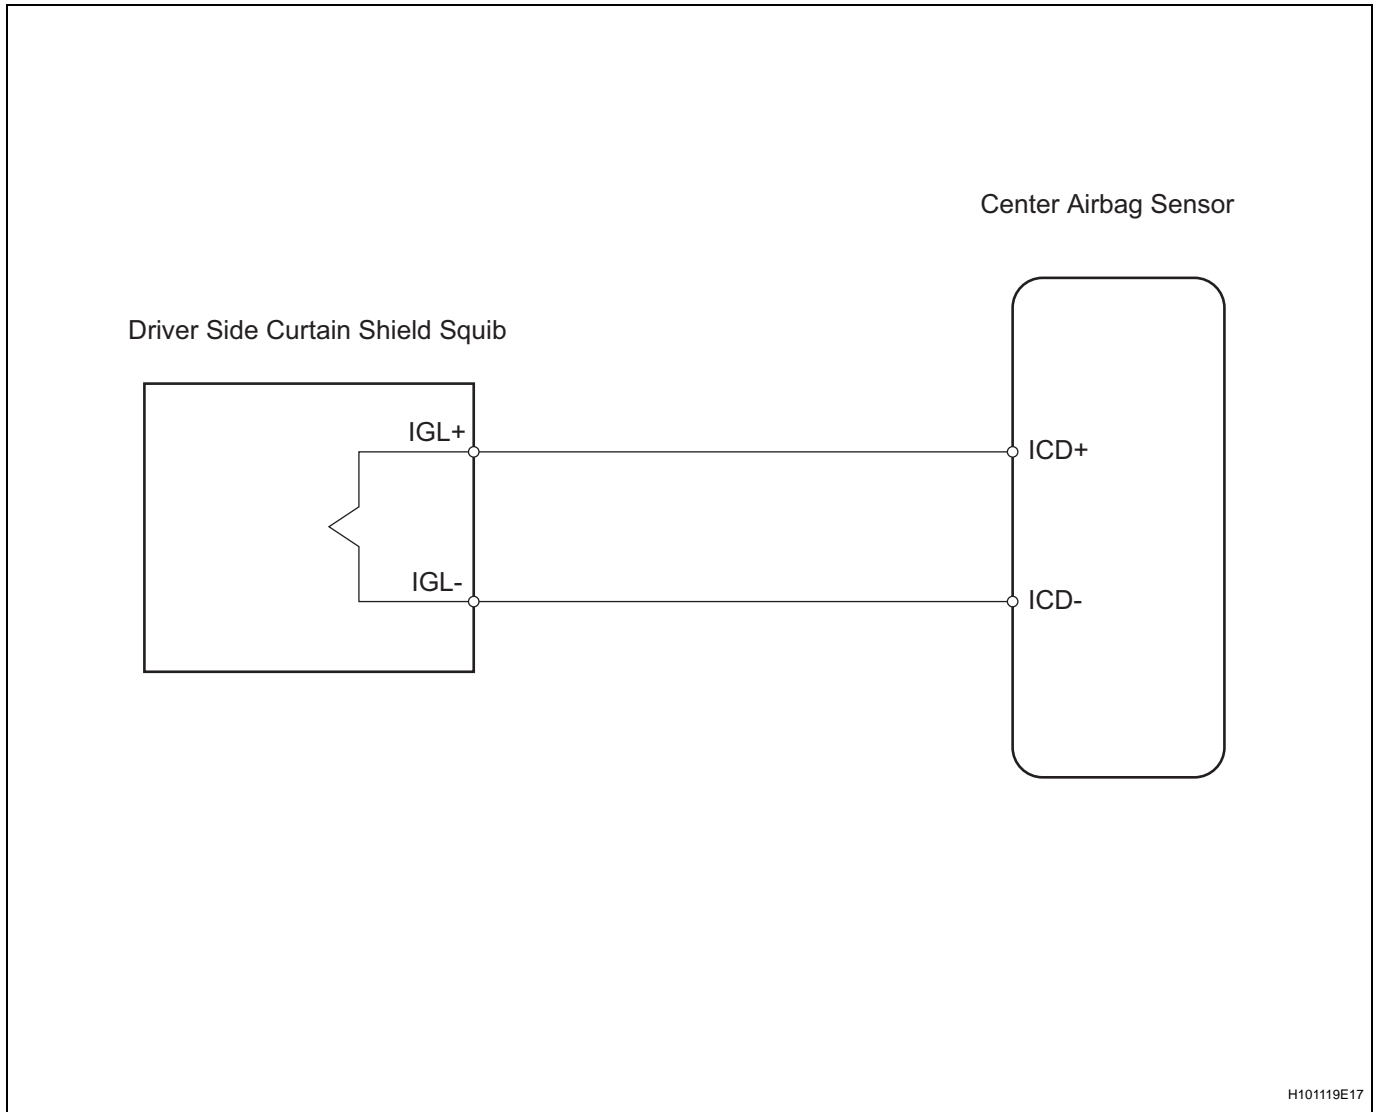 Center Airbag Sensor
Driver Side Curtain Shield Squib
IGL+
ICD+
IGL-
ICD-
H101119E17